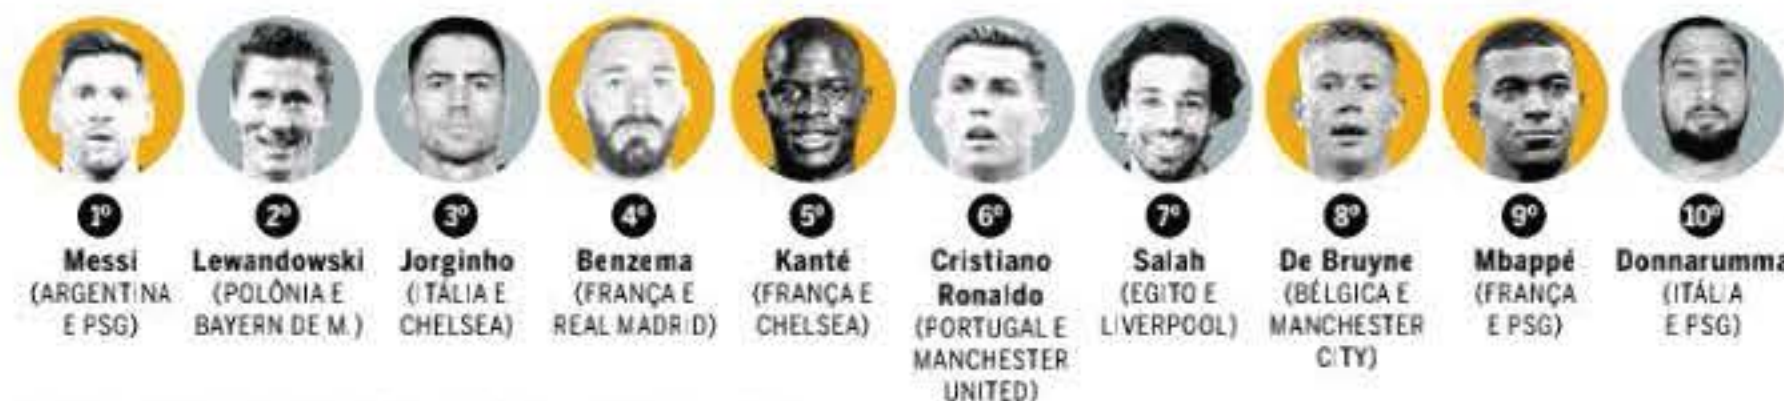 1º
Messi
(ARGENTINA
E PSG)
2º
Lewandowski
(POLÔNIA E
BAYERN DE M.)
3º
Jorginho
(ITÁLIA E
CHELSEA)
4º
Benzema
(FRANÇA E
REAL MADRID)
5º
Kanté
(FRANÇA E
CHELSEA)
6º
Cristiano
Ronaldo
(PORTUGAL E
MANCHESTER
UNITED)
7º
Salah
(EGITO E
LIVERPOOL)
8º
De Bruyne
(BÉLGICA E
MANCHESTER
CITY)
9º
Mbappé
(FRANÇA
E PSG)
10º
Donnarumma
(ITÁLIA
E PSG)